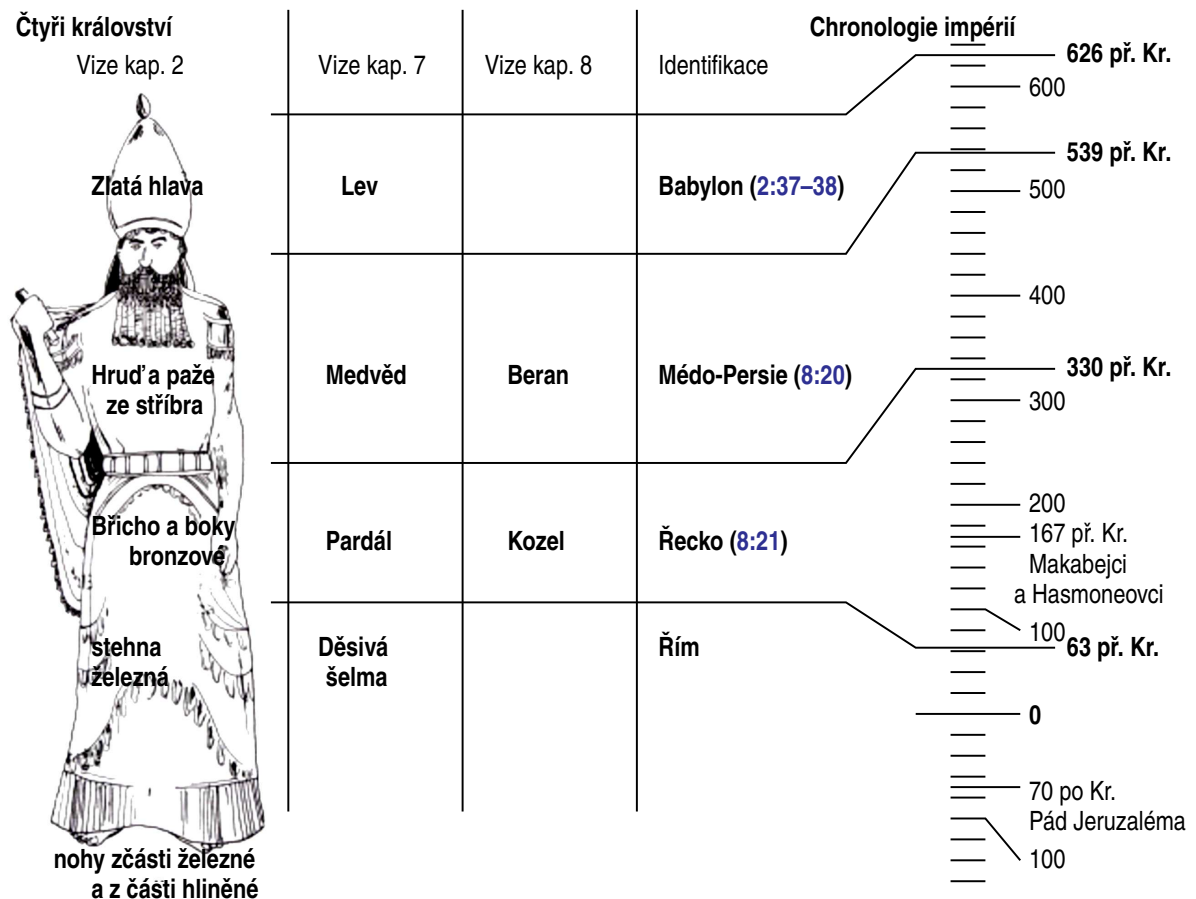 Čtyři království
Chronologie impérií
Vize kap. 2
Vize kap. 7
Vize kap. 8
Identifikace
626 př. Kr.
600
539 př. Kr.
Zlatá hlava
Lev
Babylon (2:37–38)
500
400
Hruď a paže
ze stříbra
Medvěd
Beran
Médo-Persie (8:20)
330 př. Kr.
300
200
Břicho a boky
bronzové
Pardál
Kozel
Řecko (8:21)
167 př. Kr.
Makabejci
a Hasmoneovci
100
63 př. Kr.
stehna
železná
Děsivá
šelma
Řím
0
70 po Kr.
Pád Jeruzaléma
100
nohy zčásti železné
a z části hliněné